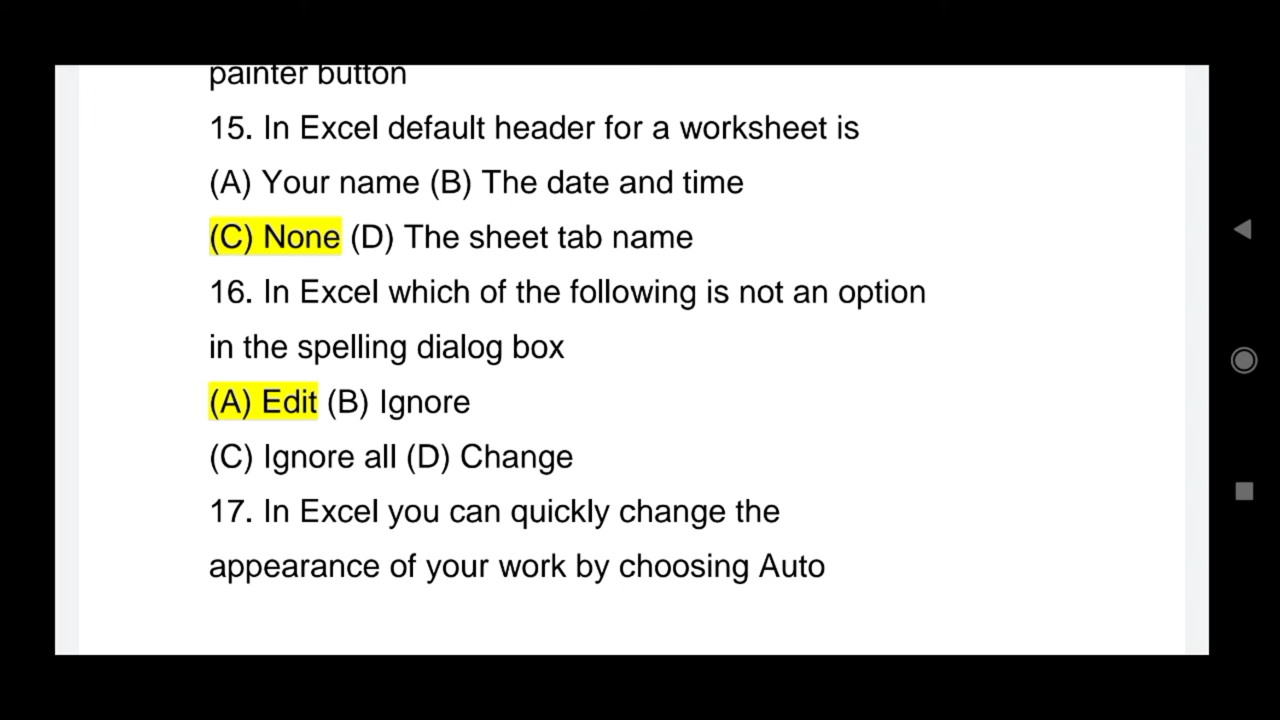 painter button
15. In Excel default header for a worksheet is
(A) Your name (B) The date and time
(C) None (D) The sheet tab name
16. In Excel which of the following is not an option
in the spelling dialog box
(A) Edit (B) Ignore
(C) Ignore all (D) Change
17. In Excel you can quickly change the
appearance of your work by choosing Auto